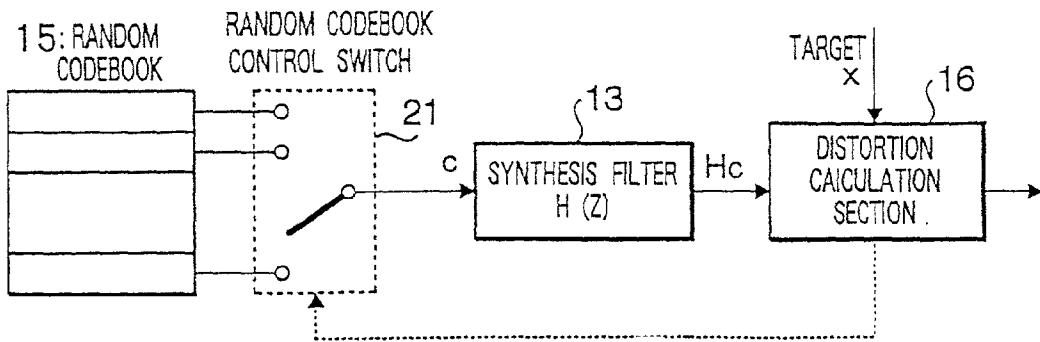 15: RANDOM
CODEBOOK
RANDOM CODEBOOK
CONTROL SWITCH
21
c
13
SYNTHESIS FILTER
H (Z)
Hc
TARGET
X
16
DISTORTION
CAICULATION
SECTION .